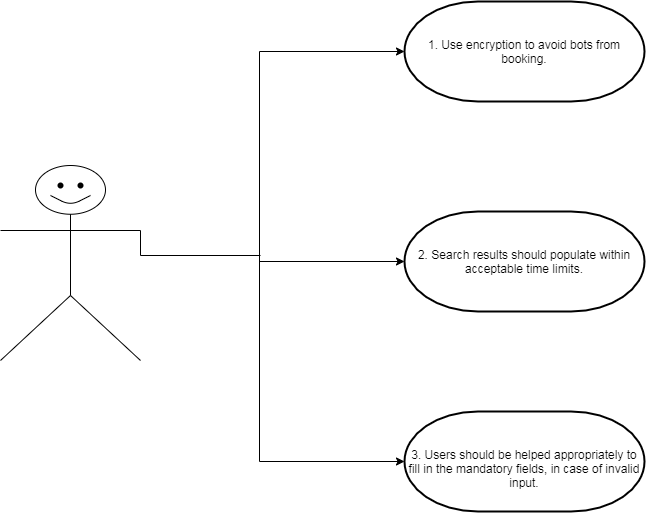 1. Use encryption to avoid bots from
booking.
2. Search results should populate within
acceptable time limits.
3. Users should be helped appropriately to
fill in the mandatory fields, in case of invalid
input.